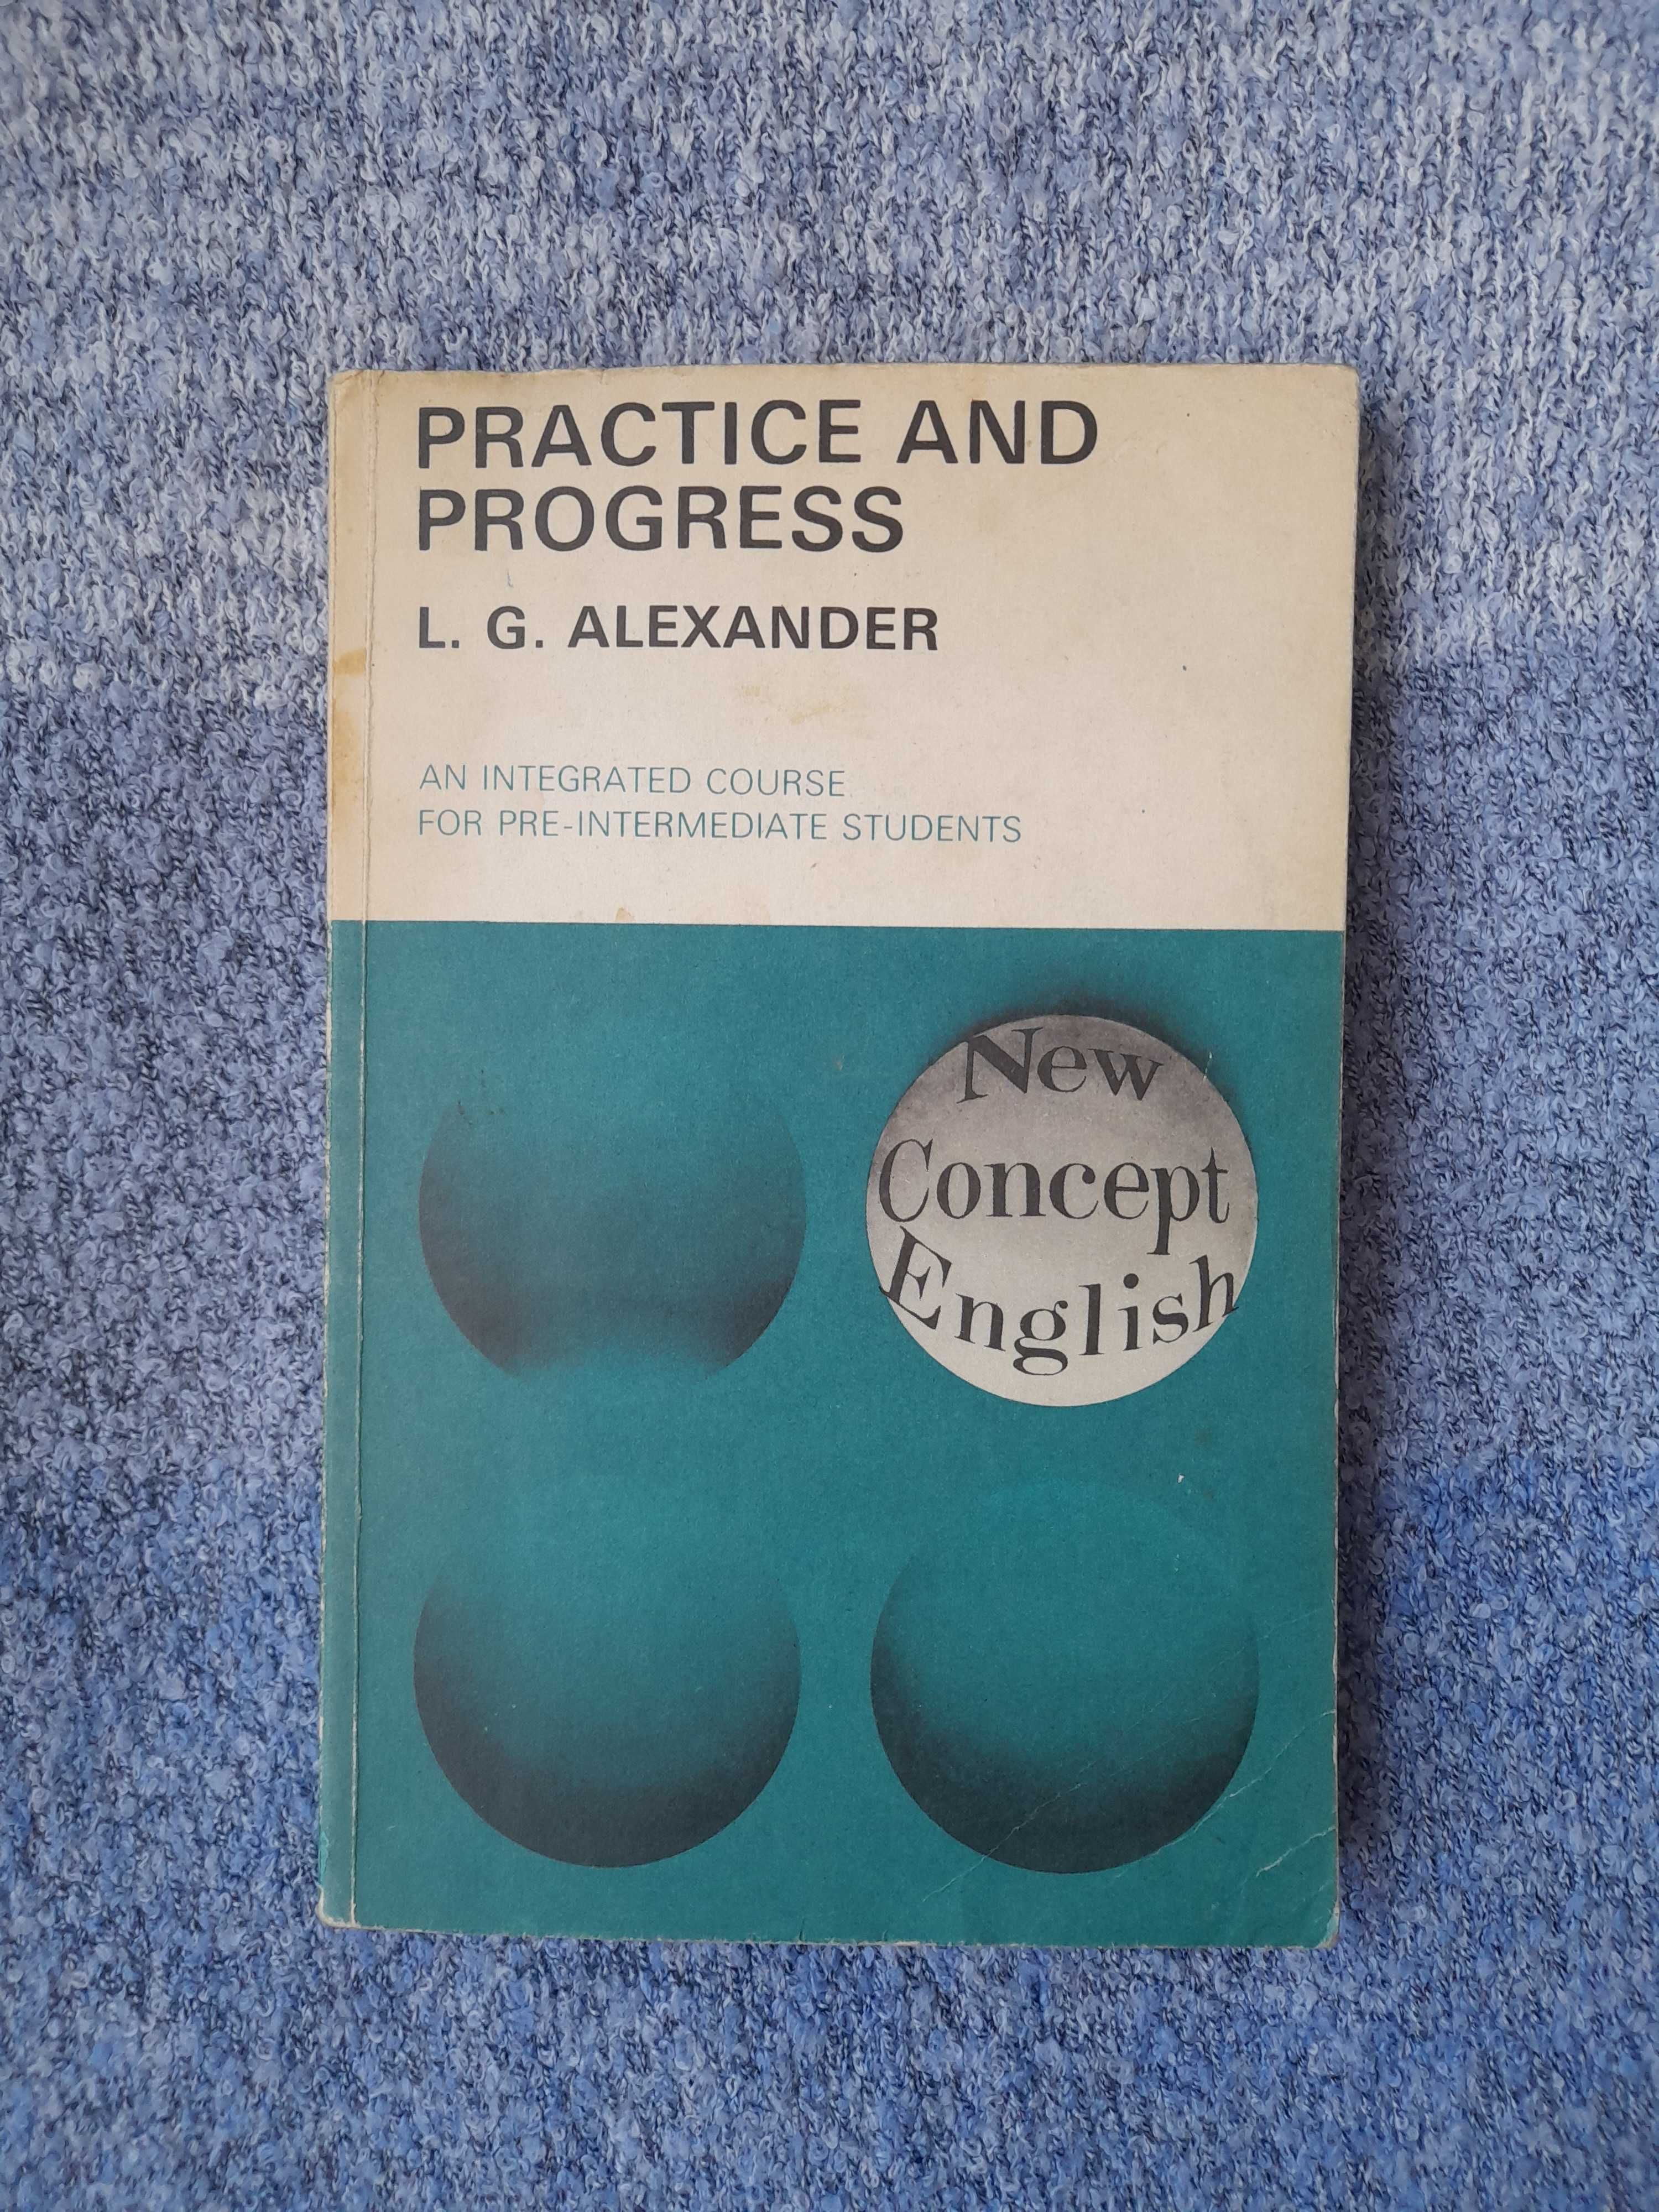 PRACTICE AND
PROGRESS
L. G. ALEXANDER
AN INTEGRATED COURSE
FOR PRE-INTERMEDIATE STUDENTS
New
Concept
English